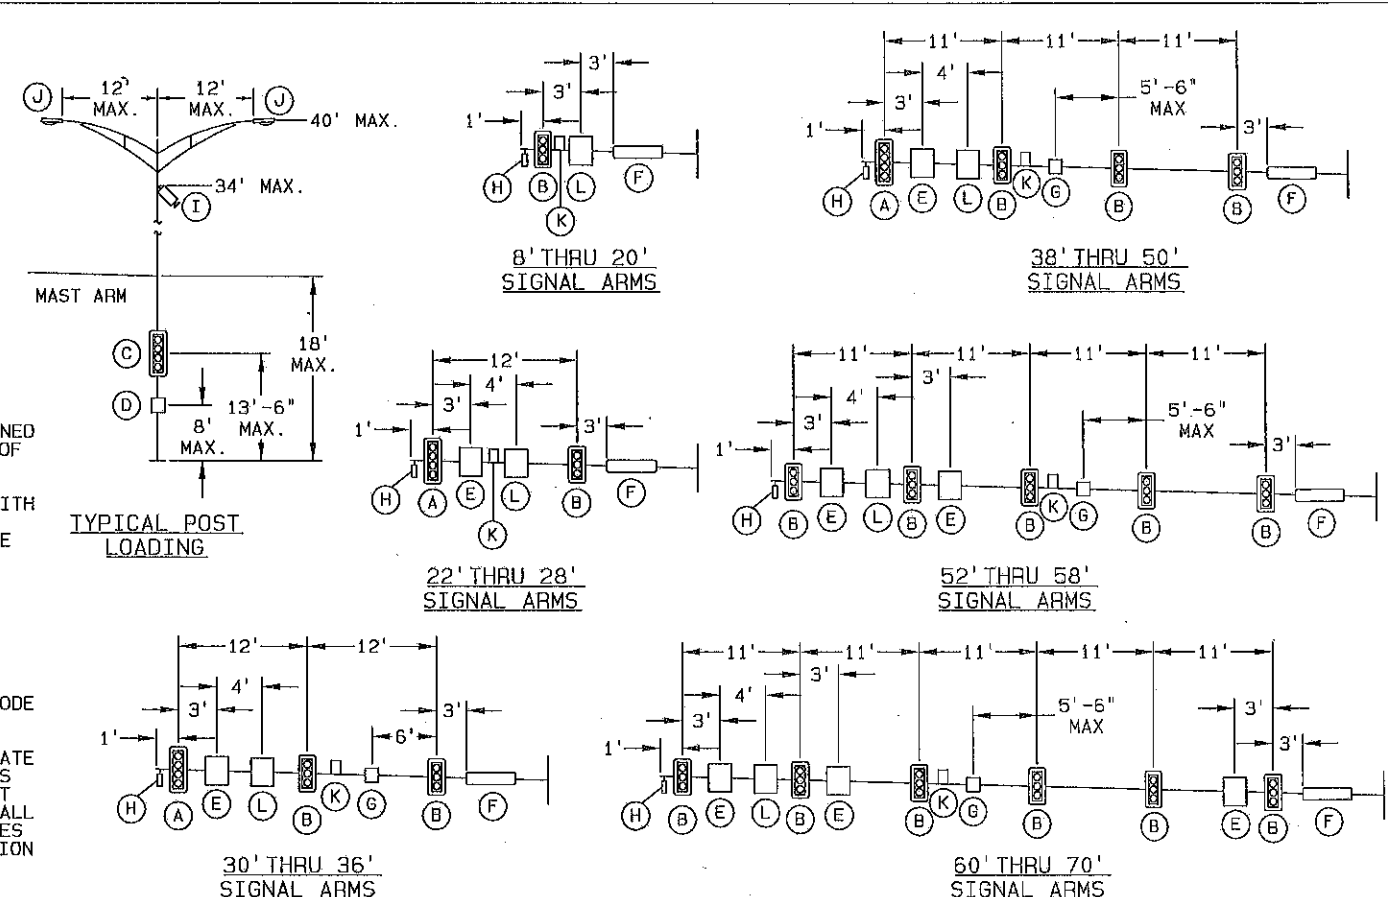 J
12' MAX.
12' MAX.
J
40' MAX.
34' MAX.
I
MAST ARM
C
D
18' MAX.
13'-6" MAX.
8' MAX.
TYPICAL POST
LOADING
NED
OF
ITH
E
ODE
ATE
S
T
ALL
ES
ION
3'
3'
1'
H
B
L
F
K
8' THRU 20'
SIGNAL ARMS
11'
11'
11'
4'
5'-6" MAX
3'
1'
3'
H
A
E
L
B
K
G
B
B
F
38' THRU 50'
SIGNAL ARMS
12'
4'
3'
3'
1'
H
A
E
L
B
F
K
22' THRU 28'
SIGNAL ARMS
11'
11'
11'
11'
4'
3'
3'
5'-6" MAX
1'
3'
H
B
E
L
B
E
B
K
G
B
B
F
52' THRU 58'
SIGNAL ARMS
12'
12'
4'
3'
3'
1'
6'
H
A
E
L
B
K
G
B
F
30' THRU 36'
SIGNAL ARMS
11'
11'
11'
11'
11'
4'
3'
3'
5'-6" MAX
3'
1'
3'
H
B
E
L
B
E
B
K
G
B
B
E
B
F
60' THRU 70'
SIGNAL ARMS